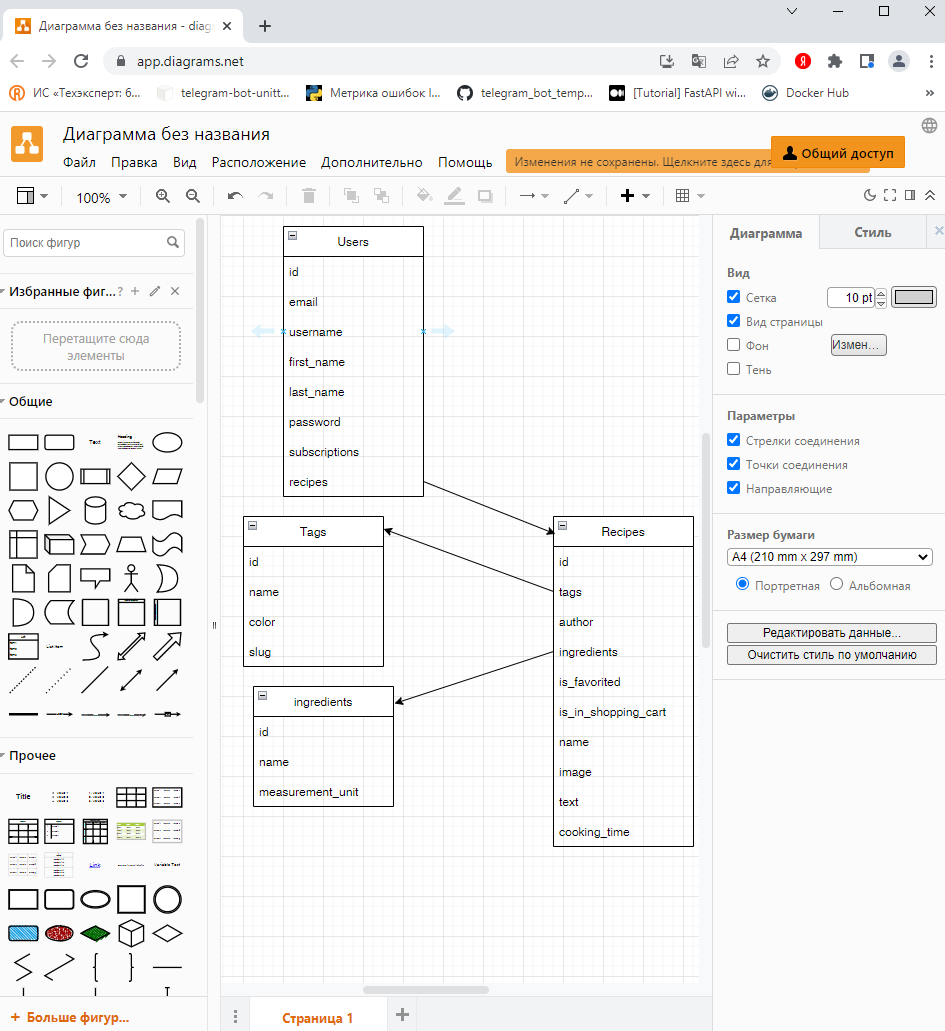 Диаграмма без названия - diag
app.diagrams.net
ИС «Техэксперт: 6...
telegram-bot-unitt...
Метрика ошибок I...
telegram_bot_temp...
[Tutorial] FastAPI wi...
Docker Hub
»
Диаграмма без названия
Файл Правка Вид Расположение Дополнительно Помощь
Изменения не сохранены. Щелкните здесь для
Общий доступ
100%
Поиск фигур
Избранные фиг...?
Перетащите сюда
элементы
Общие
Text
Heading
List Item
Прочее
Title
Link
Variable Text
+ Больше фигур...
Users
id
email
username
first_name
last_name
password
subscriptions
recipes
Tags
id
name
color
slug
ingredients
id
name
measurement_unit
Recipes
id
tags
author
ingredients
is_favorited
is_in_shopping_cart
name
image
text
cooking_time
Страница 1
Диаграмма
Стиль
Вид
Сетка
10 pt
Вид страницы
Фон
Измен...
Тень
Параметры
Стрелки соединения
Точки соединения
Направляющие
Размер бумаги
A4 (210 mm x 297 mm)
Портретная
Альбомная
Редактировать данные...
Очистить стиль по умолчанию